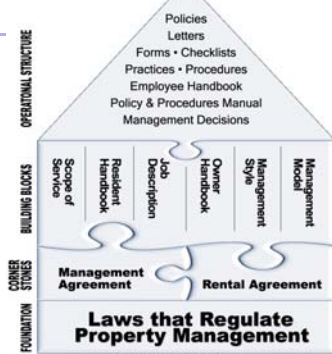 OPERATONAL STRUCTURE
Policies
Letters
Forms • Checklists
Practices • Procedures
Employee Handbook
Policy & Procedures Manual
Management Decisions
BUILDING BLOCKS
Scope of
Service
Resident
Handbook
Job
Description
Owner
Handbook
Management
Style
Management
Model
CORNER
STONES
Management
Agreement
Rental Agreement
FOUNDATION
Laws that Regulate
Property Management